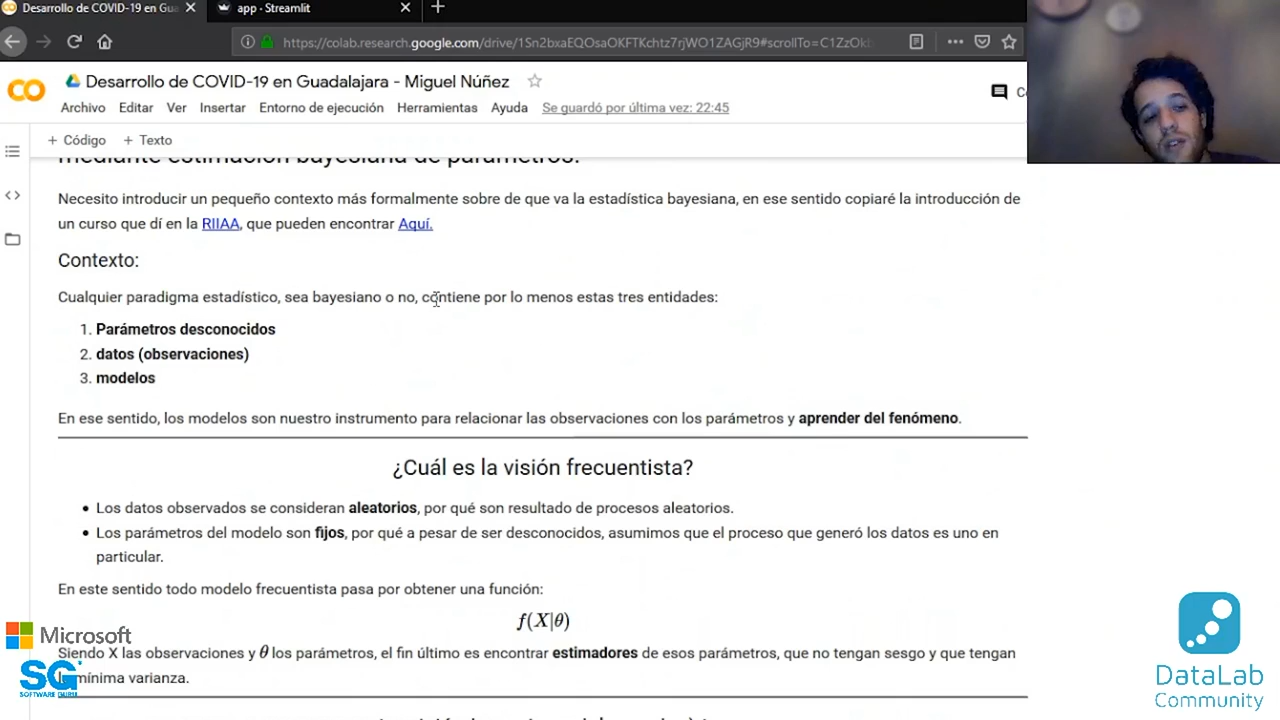 Desarrollo de COVID-19 en Gua
app - Streamlit
https://colab.research.google.com/drive/1Sn2bxaEQOsaOKFTKchtz7rjWO1ZAGjR9#scrollTo=C1ZzOkb
Desarrollo de COVID-19 en Guadalajara - Miguel Núñez
Archivo Editar Ver Insertar Entorno de ejecución Herramientas Ayuda Se guardó por última vez: 22:45
+ Código + Texto
mediante estimación bayesiana de parámetros.
Necesito introducir un pequeño contexto más formalmente sobre de que va la estadística bayesiana, en ese sentido copiaré la introducción de
un curso que dí en la RIIAA, que pueden encontrar Aquí.
Contexto:
Cualquier paradigma estadístico, sea bayesiano o no, contiene por lo menos estas tres entidades:
1. Parámetros desconocidos
2. datos (observaciones)
3. modelos
En ese sentido, los modelos son nuestro instrumento para relacionar las observaciones con los parámetros y aprender del fenómeno.
¿Cuál es la visión frecuentista?
• Los datos observados se consideran aleatorios, por qué son resultado de procesos aleatorios.
• Los parámetros del modelo son fijos, por qué a pesar de ser desconocidos, asumimos que el proceso que generó los datos es uno en
particular.
En este sentido todo modelo frecuentista pasa por obtener una función:
f(X|θ)
Siendo X las observaciones y θ los parámetros, el fin último es encontrar estimadores de esos parámetros, que no tengan sesgo y que tengan
mínima varianza.
Microsoft
SG
SOFTWARE GURU
DataLab
Community